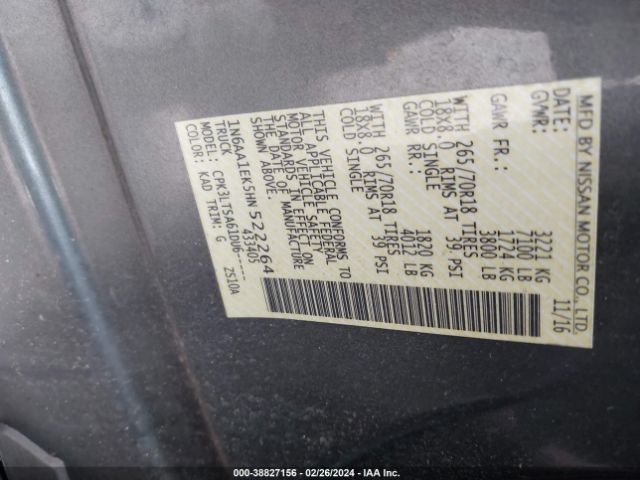 MFD BY NISSAN MOTOR CO., LTD.
DATE: 11/16
GVWR: 3221 KG
7100 LB
GAWR FR.: 1724 KG
3800 LB
WITH 265/70R18 TIRES
18X8.0 RIMS AT 39 PSI
COLD SINGLE
GAWR RR.: 1820 KG
4012 LB
WITH 265/70R18 TIRES
18X8.0 RIMS AT 39 PSI
COLD SINGLE
THIS VEHICLE CONFORMS TO
ALL APPLICABLE FEDERAL
MOTOR VEHICLE SAFETY
STANDARDS IN EFFECT ON
THE DATE OF MANUFACTURE
SHOWN ABOVE.
1N6AA1EK5HN522264
TRUCK 433405
MODEL: CPK3LTSA61DUB-----
COLOR: KAD TRIM: G ZS10A
000-38827156 - 02/26/2024 - IAA Inc.